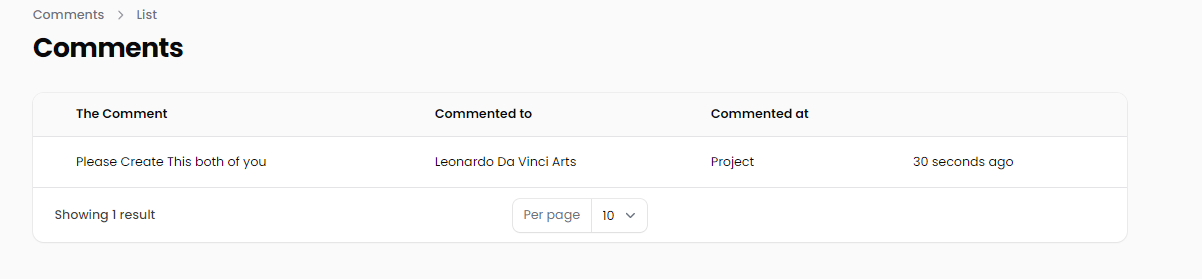 Comments > List
Comments
The Comment Commented to Commented at
Please Create This both of you Leonardo Da Vinci Arts Project 30 seconds ago
Showing 1 result Per page 10